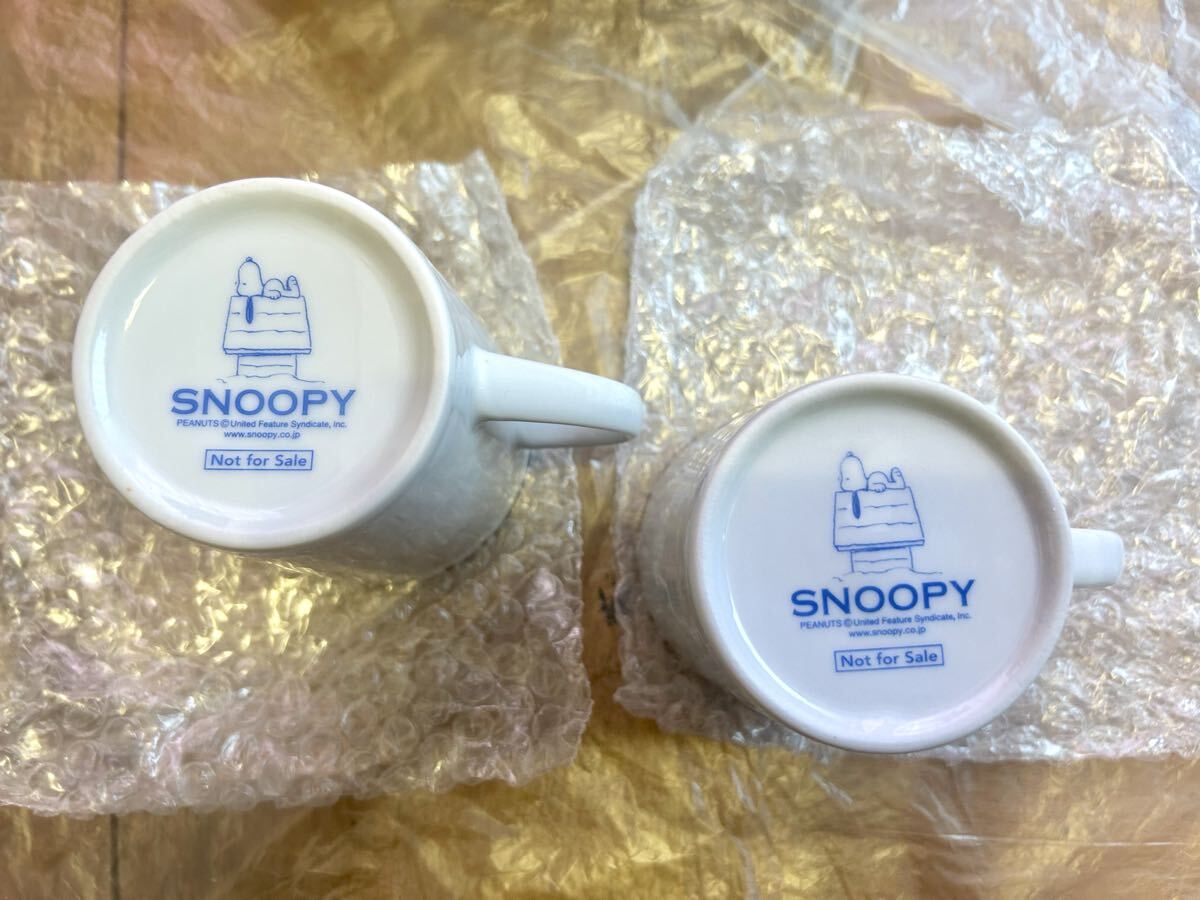 SNOOPY
PEANUTS ©United Feature Syndicate, Inc.
www.snoopy.co.jp
Not for Sale
SNOOPY
PEANUTS ©United Feature Syndicate, Inc.
www.snoopy.co.jp
Not for Sale